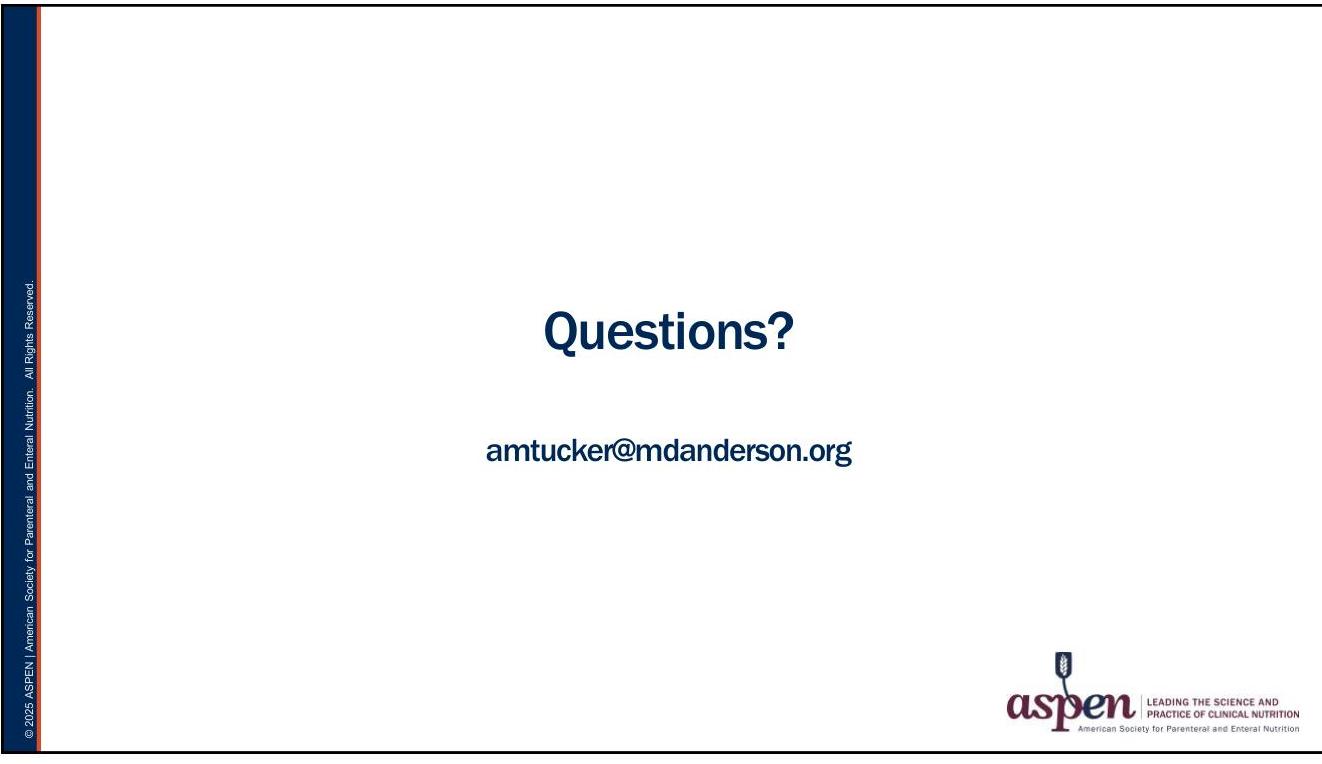 © 2025 ASPEN | American Society for Parenteral and Enteral Nutrition. All Rights Reserved.
Questions?
amtucker@mdanderson.org
aspen
LEADING THE SCIENCE AND
PRACTICE OF CLINICAL NUTRITION
American Society for Parenteral and Enteral Nutrition